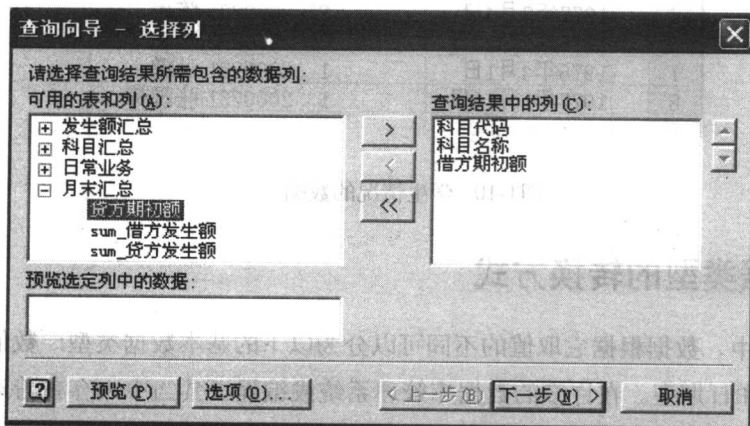 查询向导 - 选择列
请选择查询结果所需包含的数据列:
可用的表和列(A):
查询结果中的列(C):
发生额汇总
科目汇总
日常业务
月末汇总
贷方期初额
sum_借方发生额
sum_贷方发生额
>
<
<<
科目代码
科目名称
借方期初额
预览选定列中的数据:
? 预览(P) 选项(O)... <上一步(B) 下一步(N)> 取消